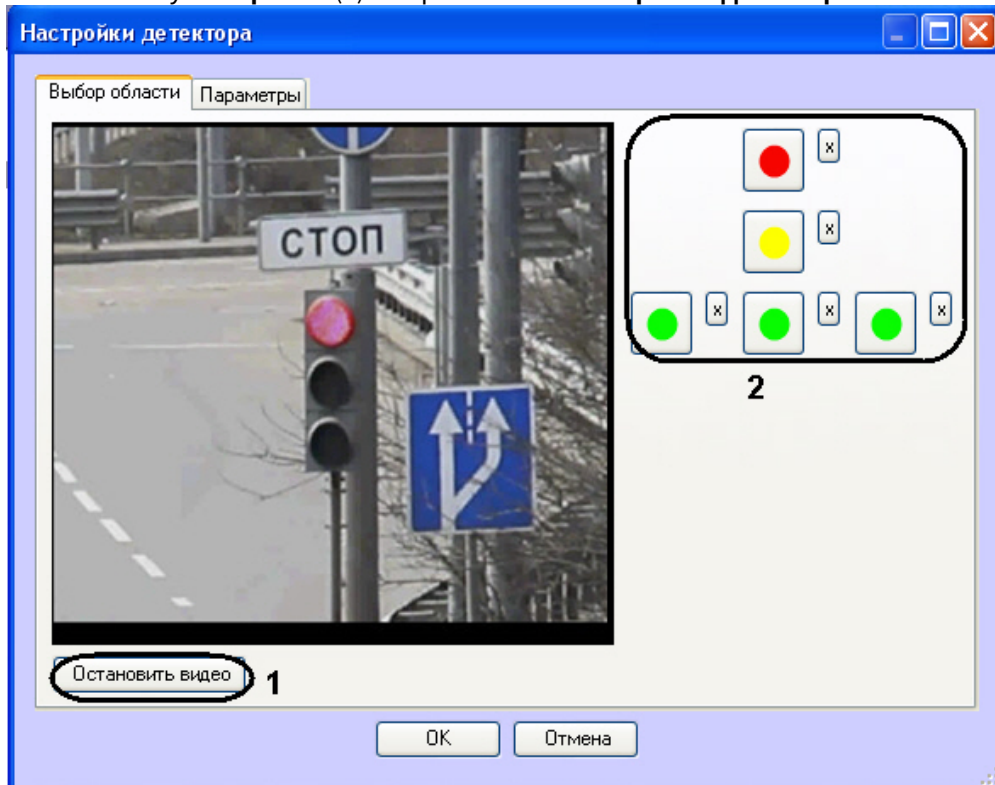 Настройки детектора
Выбор области Параметры
СТОП
x
x
x x x
2
Остановить видео 1
OK Отмена